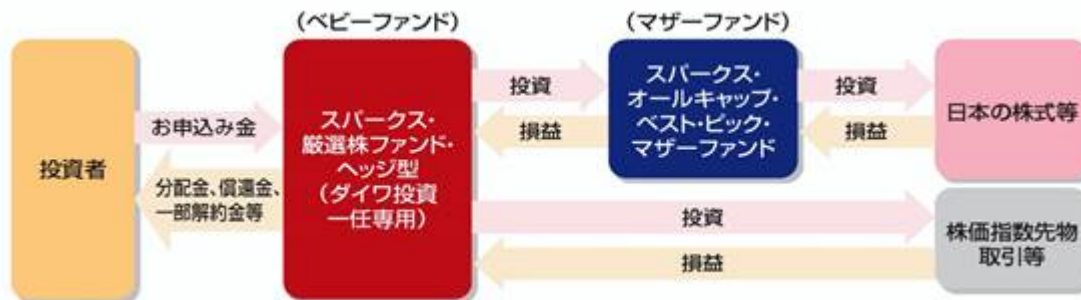 (ベビーファンド)
(マザーファンド)
投資者
お申込み金
分配金、償還金、
一部解約金等
スパークス・
厳選株ファンド・
ヘッジ型
(ダイワ投資
一任専用)
投資
損益
スパークス・
オールキャップ・
ベスト・ピック・
マザーファンド
投資
損益
日本の株式等
投資
損益
株価指数先物
取引等